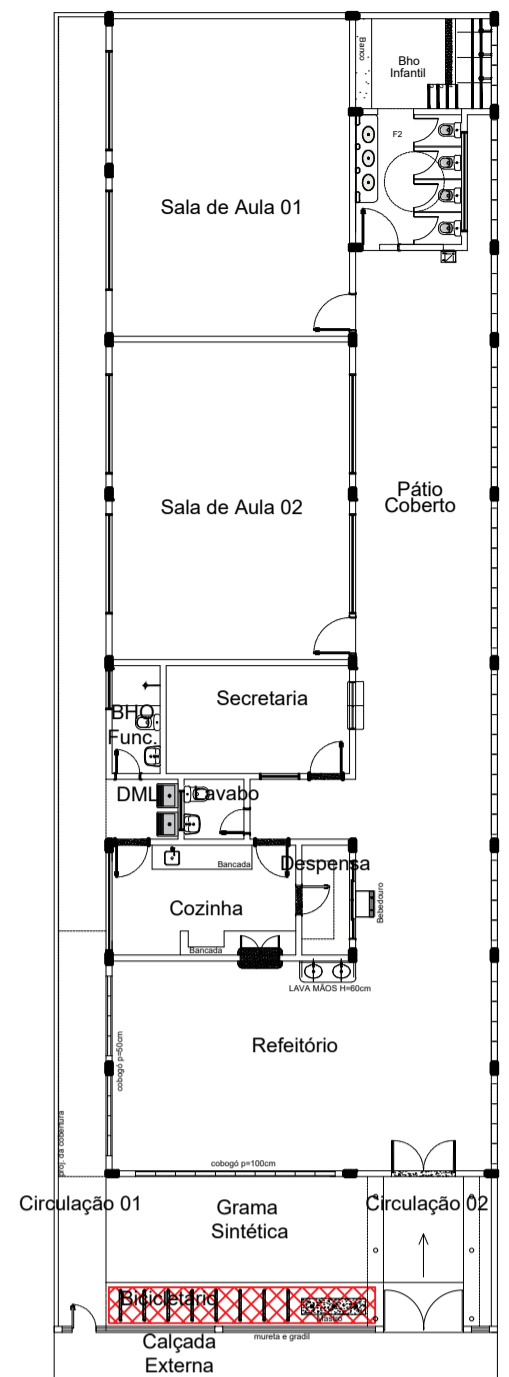 Banco
Bho
Infantil
F2
Sala de Aula 01
Pátio
Coberto
Sala de Aula 02
Secretaria
BHO
Func.
DML
Lavabo
Bancada
Despensa
Cozinha
Bebedouro
Bancada
LAVA MÃOS H=60cm
Refeitório
cobogó p=50cm
proj. da cobertura
cobogó p=100cm
Circulação 01
Grama
Sintética
Circulação 02
Bicicletário
Mastro
mureta e gradil
Calçada
Externa